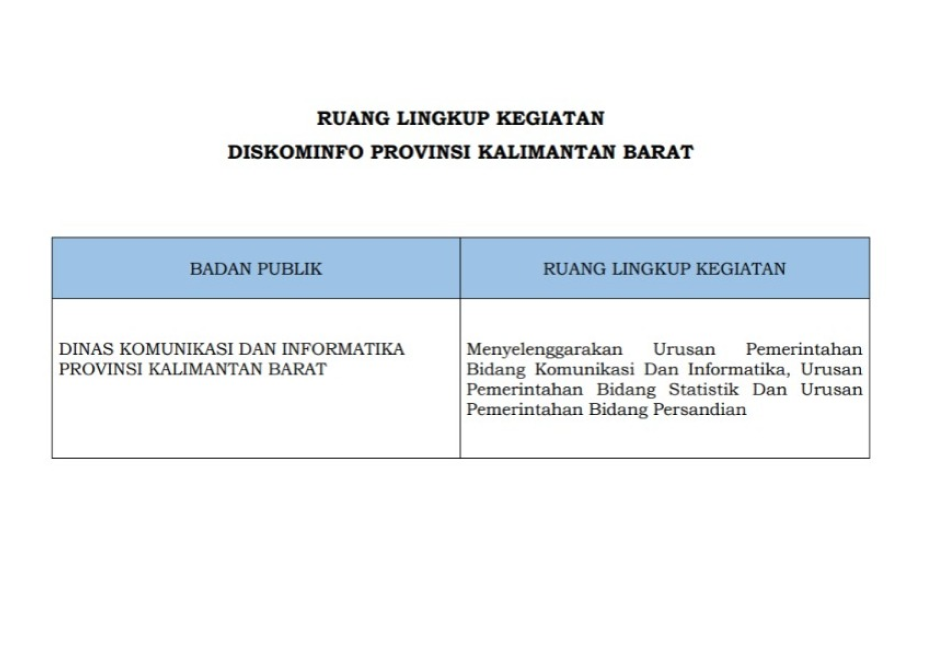 RUANG LINGKUP KEGIATAN
DISKOMINFO PROVINSI KALIMANTAN BARAT
BADAN PUBLIK
RUANG LINGKUP KEGIATAN
DINAS KOMUNIKASI DAN INFORMATIKA
PROVINSI KALIMANTAN BARAT
Menyelenggarakan Urusan Pemerintahan
Bidang Komunikasi Dan Informatika, Urusan
Pemerintahan Bidang Statistik Dan Urusan
Pemerintahan Bidang Persandian